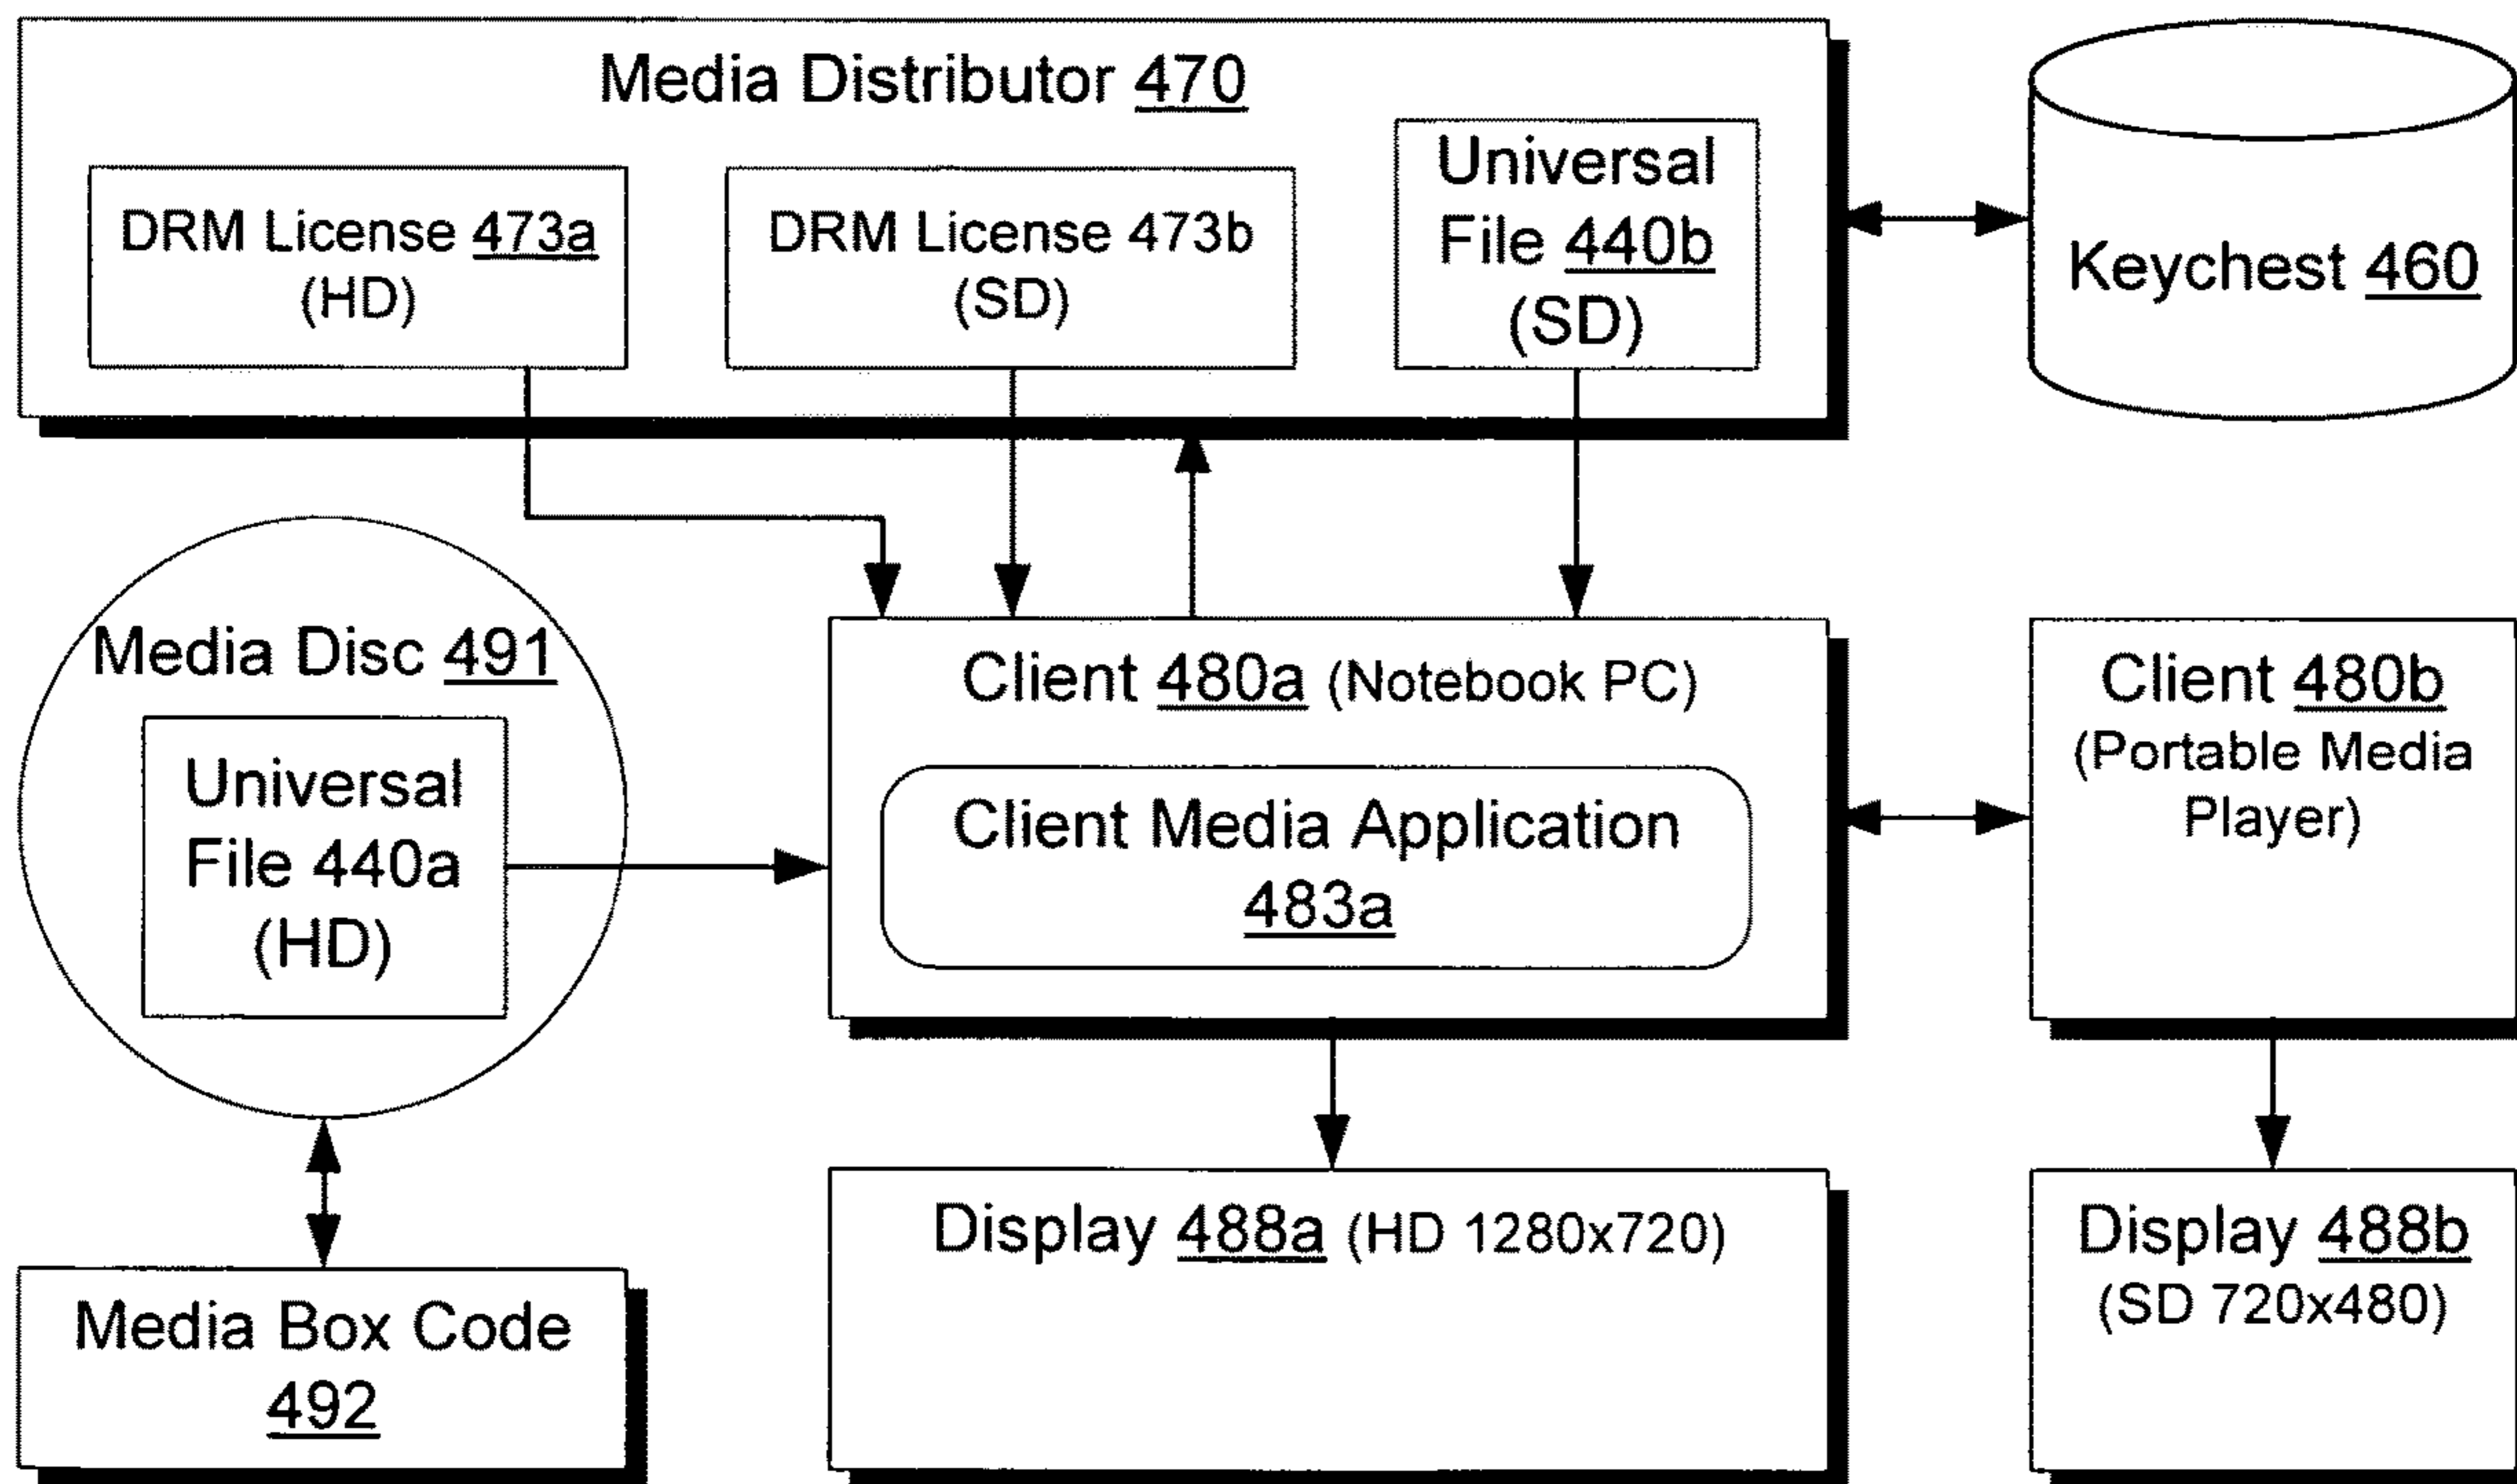 Media Distributor 470
DRM License 473a
(HD)
DRM License 473b
(SD)
Universal
File 440b
(SD)
Keychest 460
Media Disc 491
Universal
File 440a
(HD)
Client 480a (Notebook PC)
Client Media Application
483a
Client 480b
(Portable Media
Player)
Media Box Code
492
Display 488a (HD 1280x720)
Display 488b
(SD 720x480)